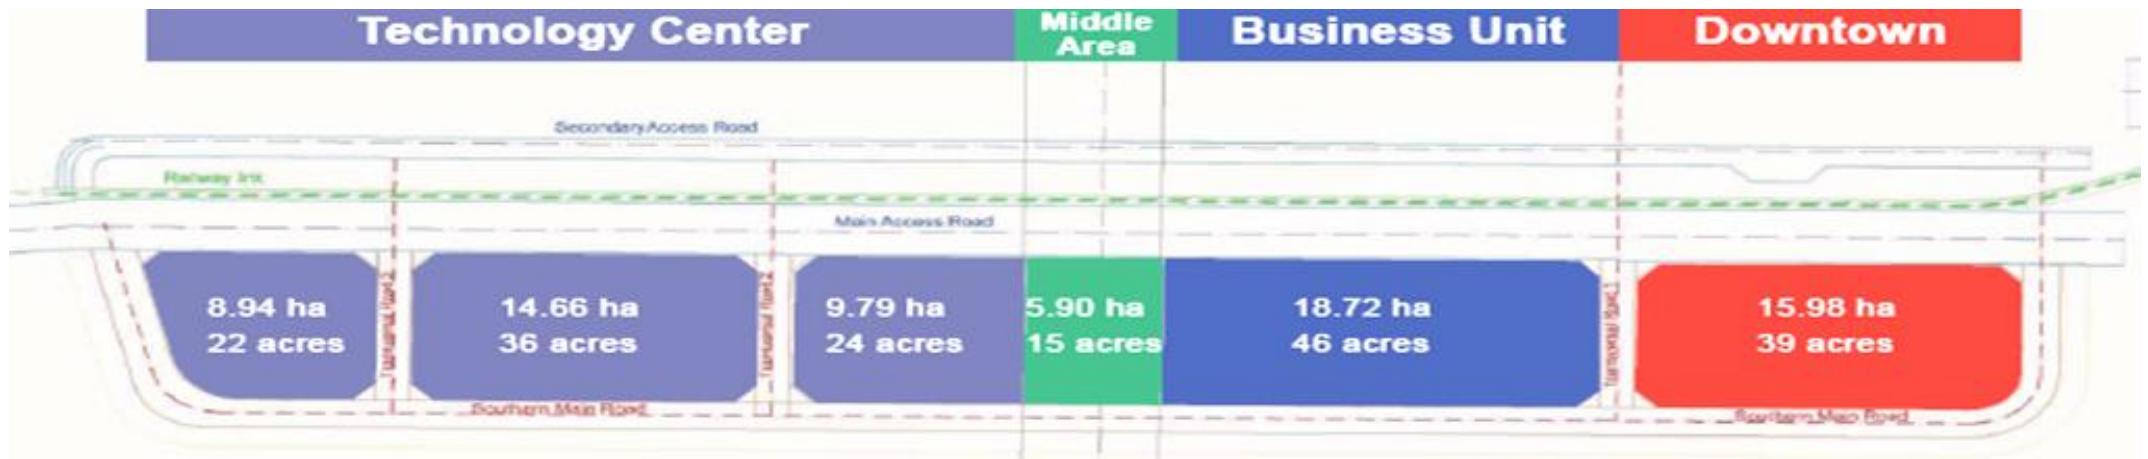 Technology Center
Middle
Area
Business Unit
Downtown
Secondary Access Road
Railway link
Main Access Road
8.94 ha
22 acres
14.66 ha
36 acres
9.79 ha
24 acres
5.90 ha
15 acres
18.72 ha
46 acres
15.98 ha
39 acres
Southern Main Road
Southern Main Road